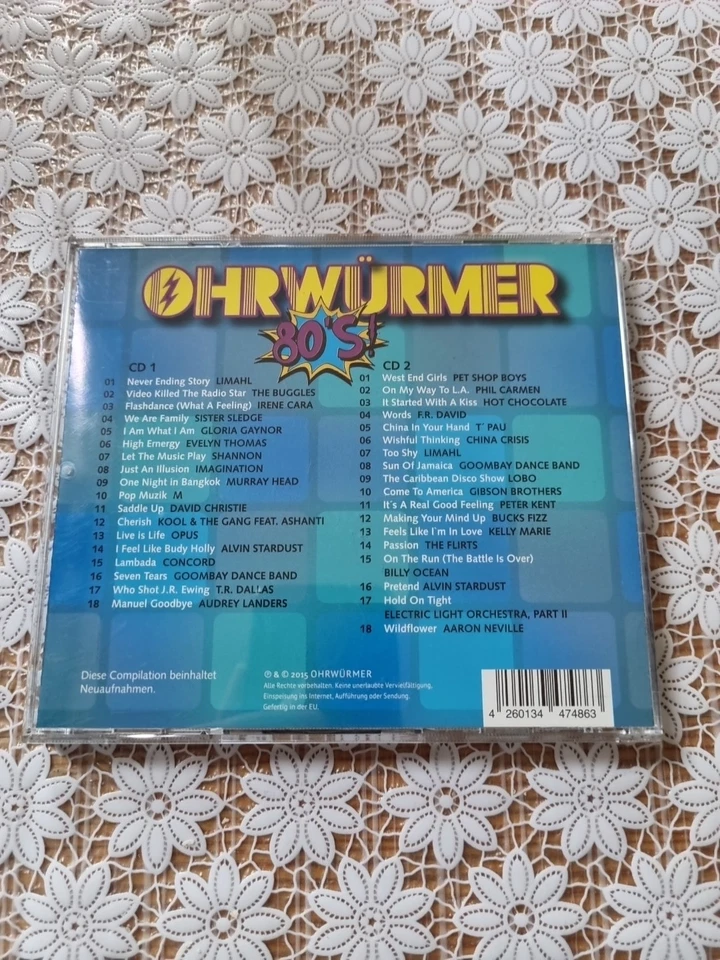 OHRWÜRMER
80'S!
CD 1
01 Never Ending Story LIMAHL
02 Video Killed The Radio Star THE BUGGLES
03 Flashdance (What A Feeling) IRENE CARA
04 We Are Family SISTER SLEDGE
05 I Am What I Am GLORIA GAYNOR
06 High Emergy EVELYN THOMAS
07 Let The Music Play SHANNON
08 Just An Illusion IMAGINATION
09 One Night in Bangkok MURRAY HEAD
10 Pop Muzik M
11 Saddle Up DAVID CHRISTIE
12 Cherish KOOL & THE GANG FEAT. ASHANTI
13 Live is Life OPUS
14 I Feel Like Budy Holly ALVIN STARDUST
15 Lambada CONCORD
16 Seven Tears GOOMBAY DANCE BAND
17 Who Shot J.R. Ewing T.R. DALLAS
18 Manuel Goodbye AUDREY LANDERS
CD 2
01 West End Girls PET SHOP BOYS
02 On My Way To L.A. PHIL CARMEN
03 It Started With A Kiss HOT CHOCOLATE
04 Words F.R. DAVID
05 China In Your Hand T´ PAU
06 Wishful Thinking CHINA CRISIS
07 Too Shy LIMAHL
08 Sun Of Jamaica GOOMBAY DANCE BAND
09 The Caribbean Disco Show LOBO
10 Come To America GIBSON BROTHERS
11 It´s A Real Good Feeling PETER KENT
12 Making Your Mind Up BUCKS FIZZ
13 Feels Like I´m In Love KELLY MARIE
14 Passion THE FLIRTS
15 On The Run (The Battle Is Over)
BILLY OCEAN
16 Pretend ALVIN STARDUST
17 Hold On Tight
ELECTRIC LIGHT ORCHESTRA, PART II
18 Wildflower AARON NEVILLE
Diese Compilation beinhaltet
Neuaufnahmen.
℗ & © 2015 OHRWÜRMER
Alle Rechte vorbehalten. Keine unerlaubte Vervielfältigung,
Einspeisung ins Internet, Aufführung oder Sendung.
Gefertig in der EU.
4 260134 474863